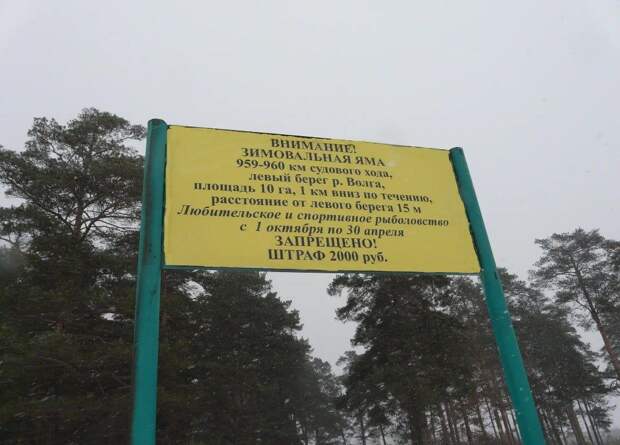 ВНИМАНИЕ!
ЗИМОВАЛЬНАЯ ЯМА
959-960 км судового хода,
левый берег р. Волга,
площадь 10 га, 1 км вниз по течению,
расстояние от левого берега 15 м
Любительское и спортивное рыболовство
с 1 октября по 30 апреля
ЗАПРЕЩЕНО!
ШТРАФ 2000 руб.